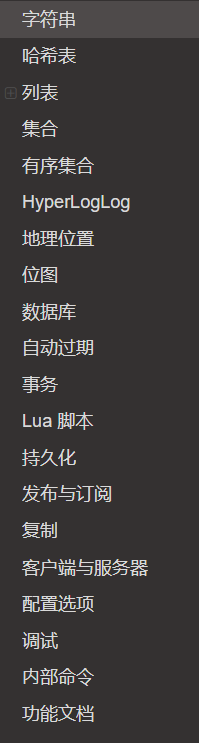 字符串
哈希表
列表
集合
有序集合
HyperLogLog
地理位置
位图
数据库
自动过期
事务
Lua 脚本
持久化
发布与订阅
复制
客户端与服务器
配置选项
调试
内部命令
功能文档